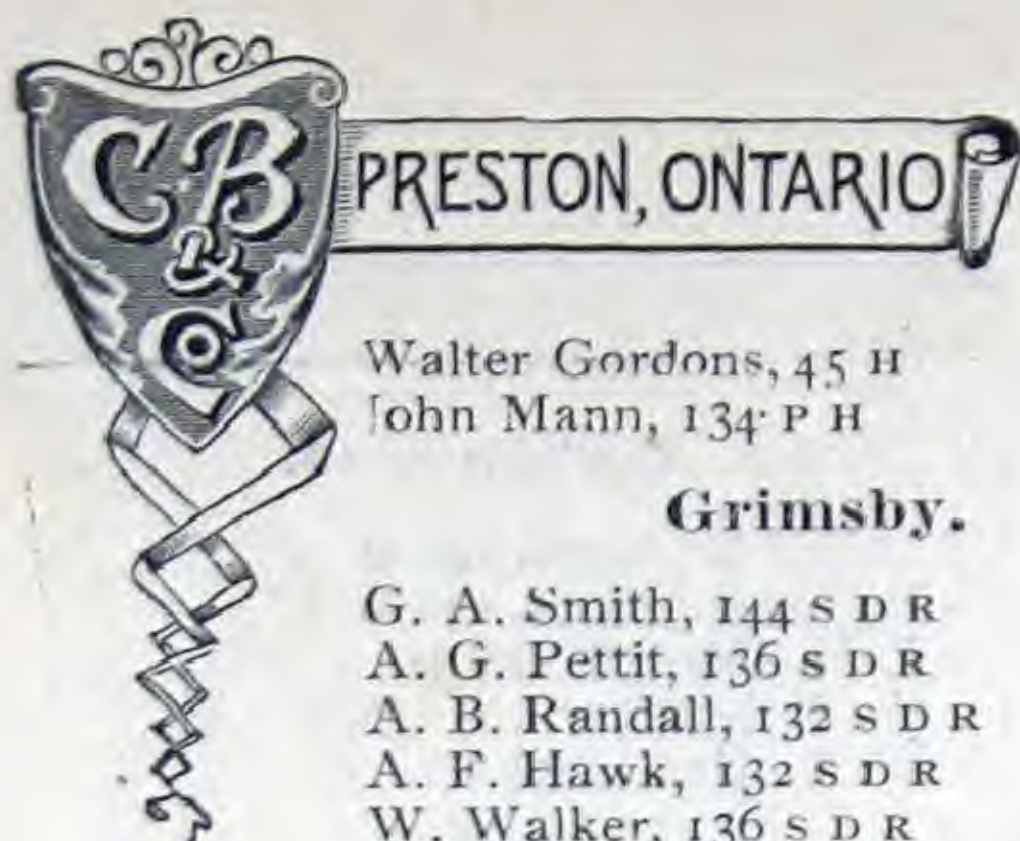 C B
&
Co
PRESTON, ONTARIO
Walter Gordons, 45 H
John Mann, 134 P H
Grimsby.
G. A. Smith, 144 S D R
A. G. Pettit, 136 S D R
A. B. Randall, 132 S D R
A. F. Hawk, 132 S D R
W. Walker, 136 S D R